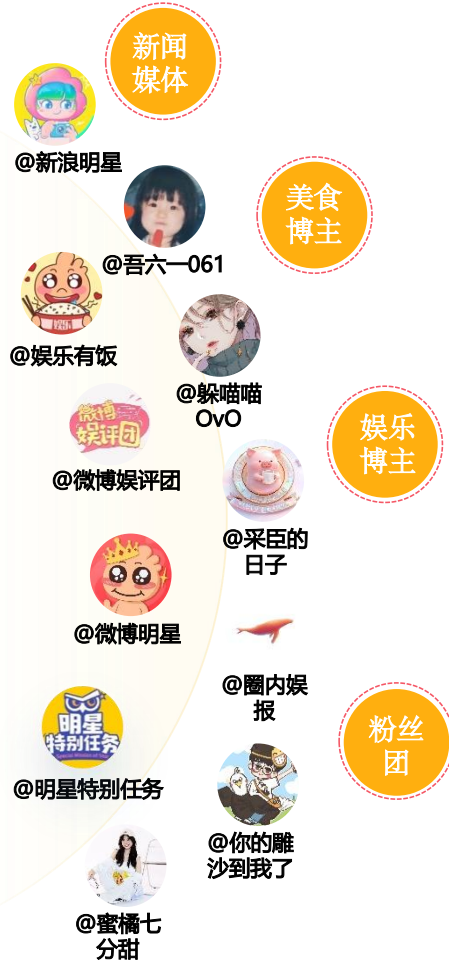 新闻
媒体
@新浪明星
美食
博主
@吾六一061
娱乐
@娱乐有饭
@躲喵喵
OvO
微博
娱评团
娱乐
博主
@微博娱评团
@采臣的
日子
@微博明星
@圈内娱
报
明星
特别任务
粉丝
团
@明星特别任务
@你的雕
沙到我了
@蜜橘七
分甜